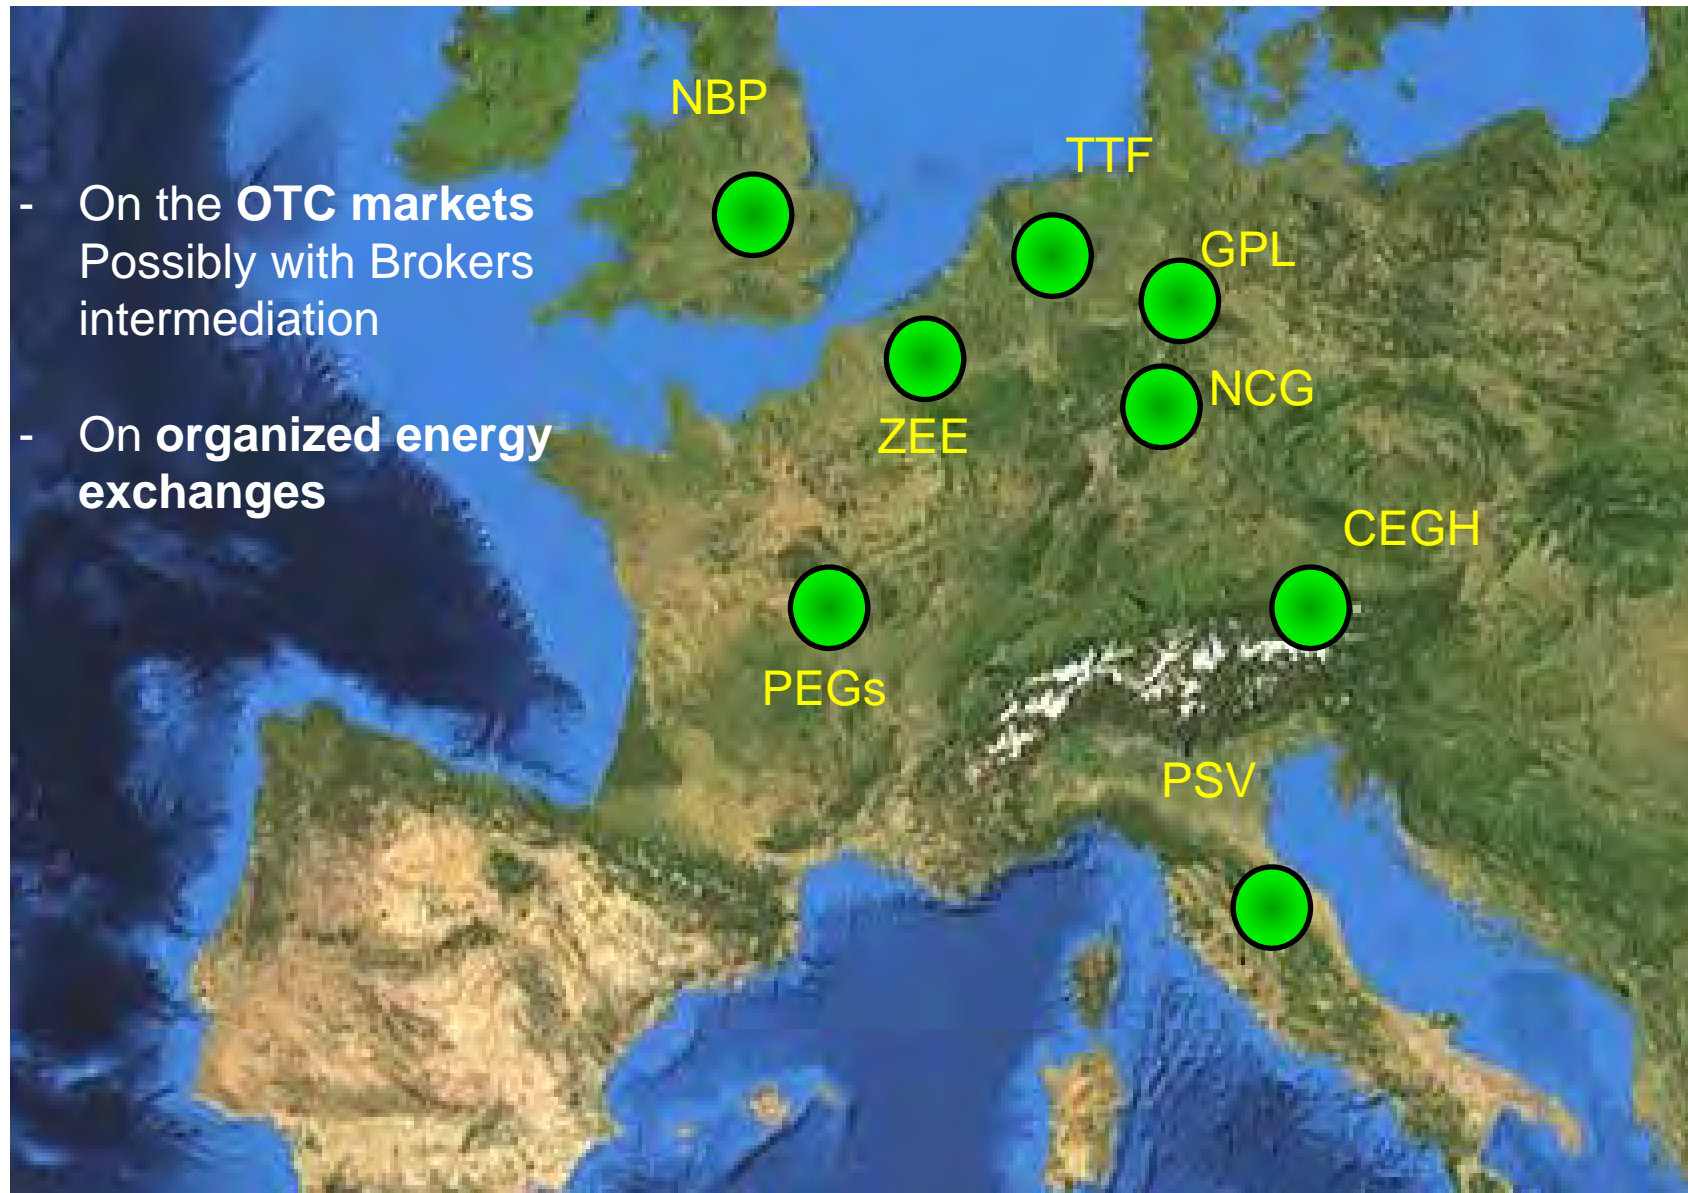 NBP
TTF
- On the OTC markets
Possibly with Brokers
intermediation
GPL
NCG
- On organized energy
exchanges
ZEE
CEGH
PEGs
PSV